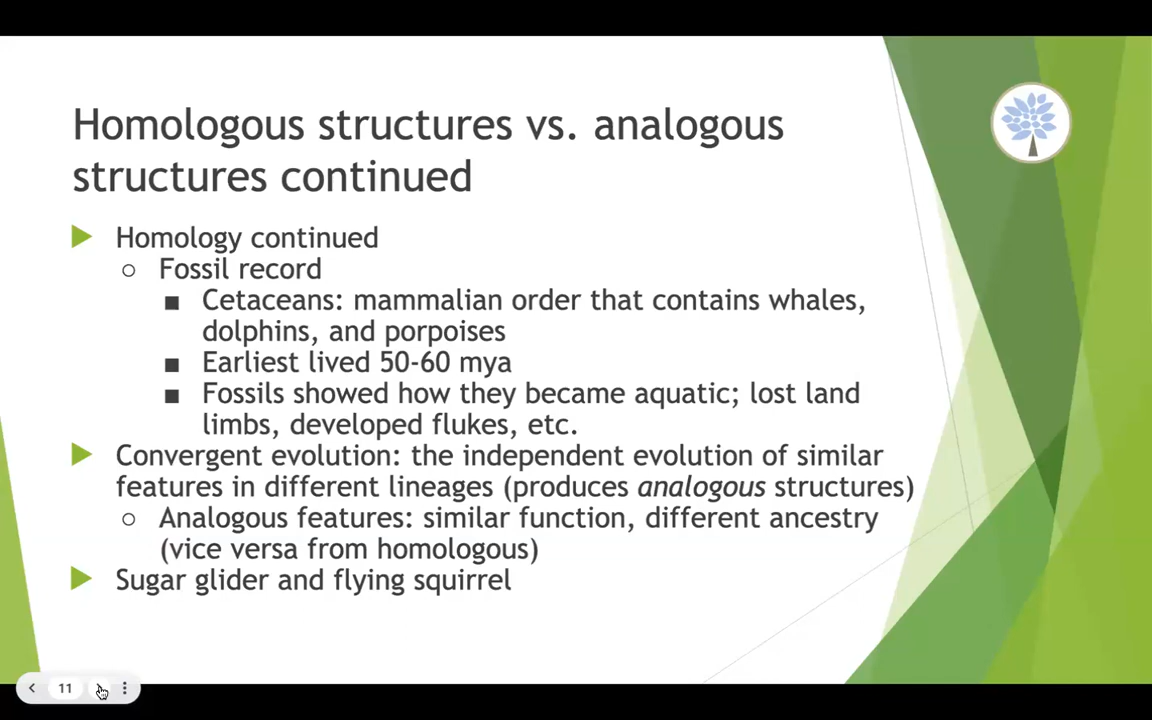 Homologous structures vs. analogous
structures continued
Homology continued
Fossil record
Cetaceans: mammalian order that contains whales,
dolphins, and porpoises
Earliest lived 50-60 mya
Fossils showed how they became aquatic; lost land
limbs, developed flukes, etc.
Convergent evolution: the independent evolution of similar
features in different lineages (produces analogous structures)
Analogous features: similar function, different ancestry
(vice versa from homologous)
Sugar glider and flying squirrel
11